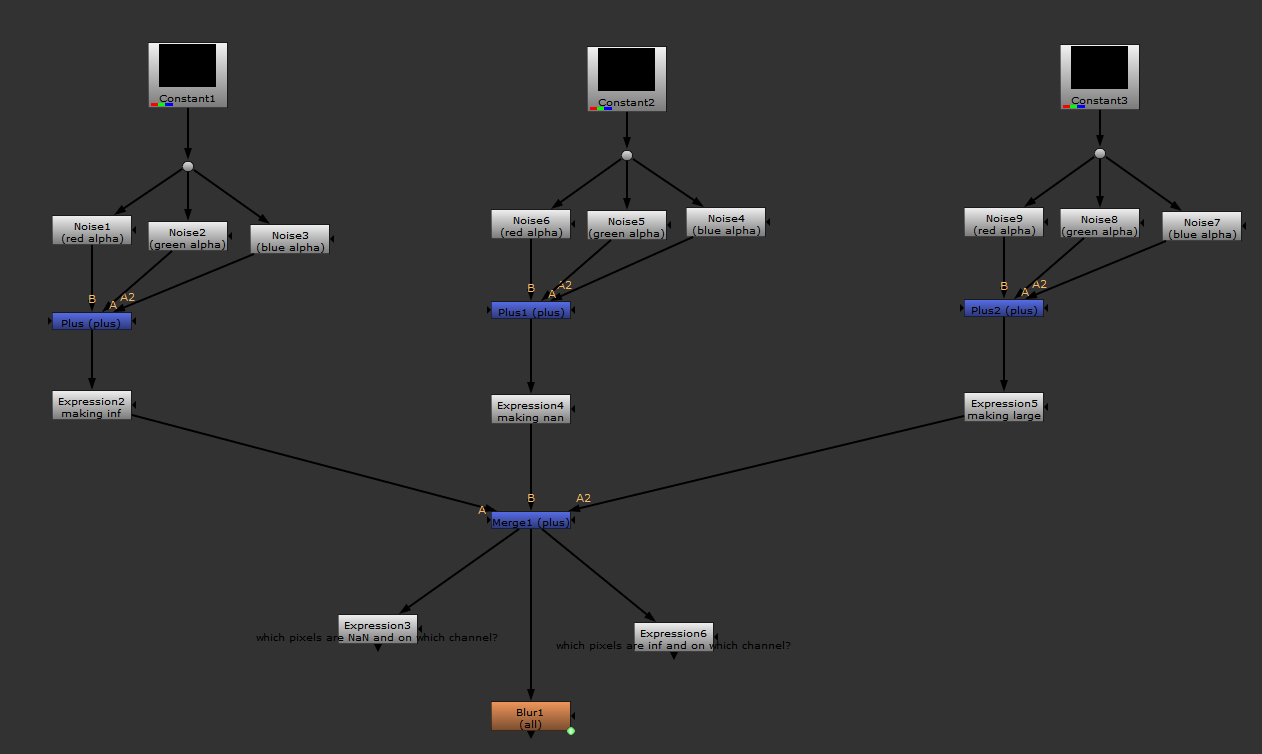 Constant1
Constant2
Constant3
Noise1
(red alpha)
Noise2
(green alpha)
Noise3
(blue alpha)
Noise6
(red alpha)
Noise5
(green alpha)
Noise4
(blue alpha)
Noise9
(red alpha)
Noise8
(green alpha)
Noise7
(blue alpha)
B
A
A2
B
A
A2
B
A
A2
Plus (plus)
Plus1 (plus)
Plus2 (plus)
Expression2
making inf
Expression4
making nan
Expression5
making large
A
B
A2
Merge1 (plus)
Expression3
which pixels are NaN and on which channel?
Expression6
which pixels are inf and on which channel?
Blur1
(all)